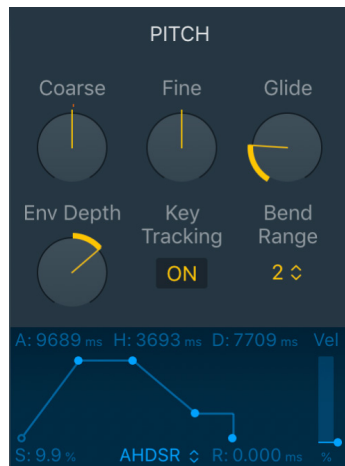 PITCH
Coarse Fine Glide
Env Depth Key Tracking Bend Range
ON 2
A: 9689 ms H: 3693 ms D: 7709 ms Vel
S: 9.9 % AHDSR R: 0.000 ms %